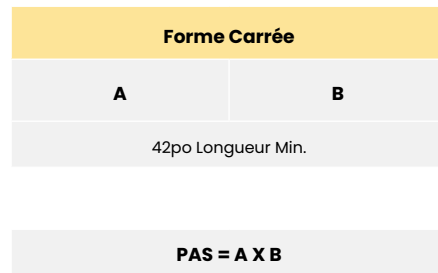 Forme Carrée
A B
42po Longueur Min.
PAS = A X B